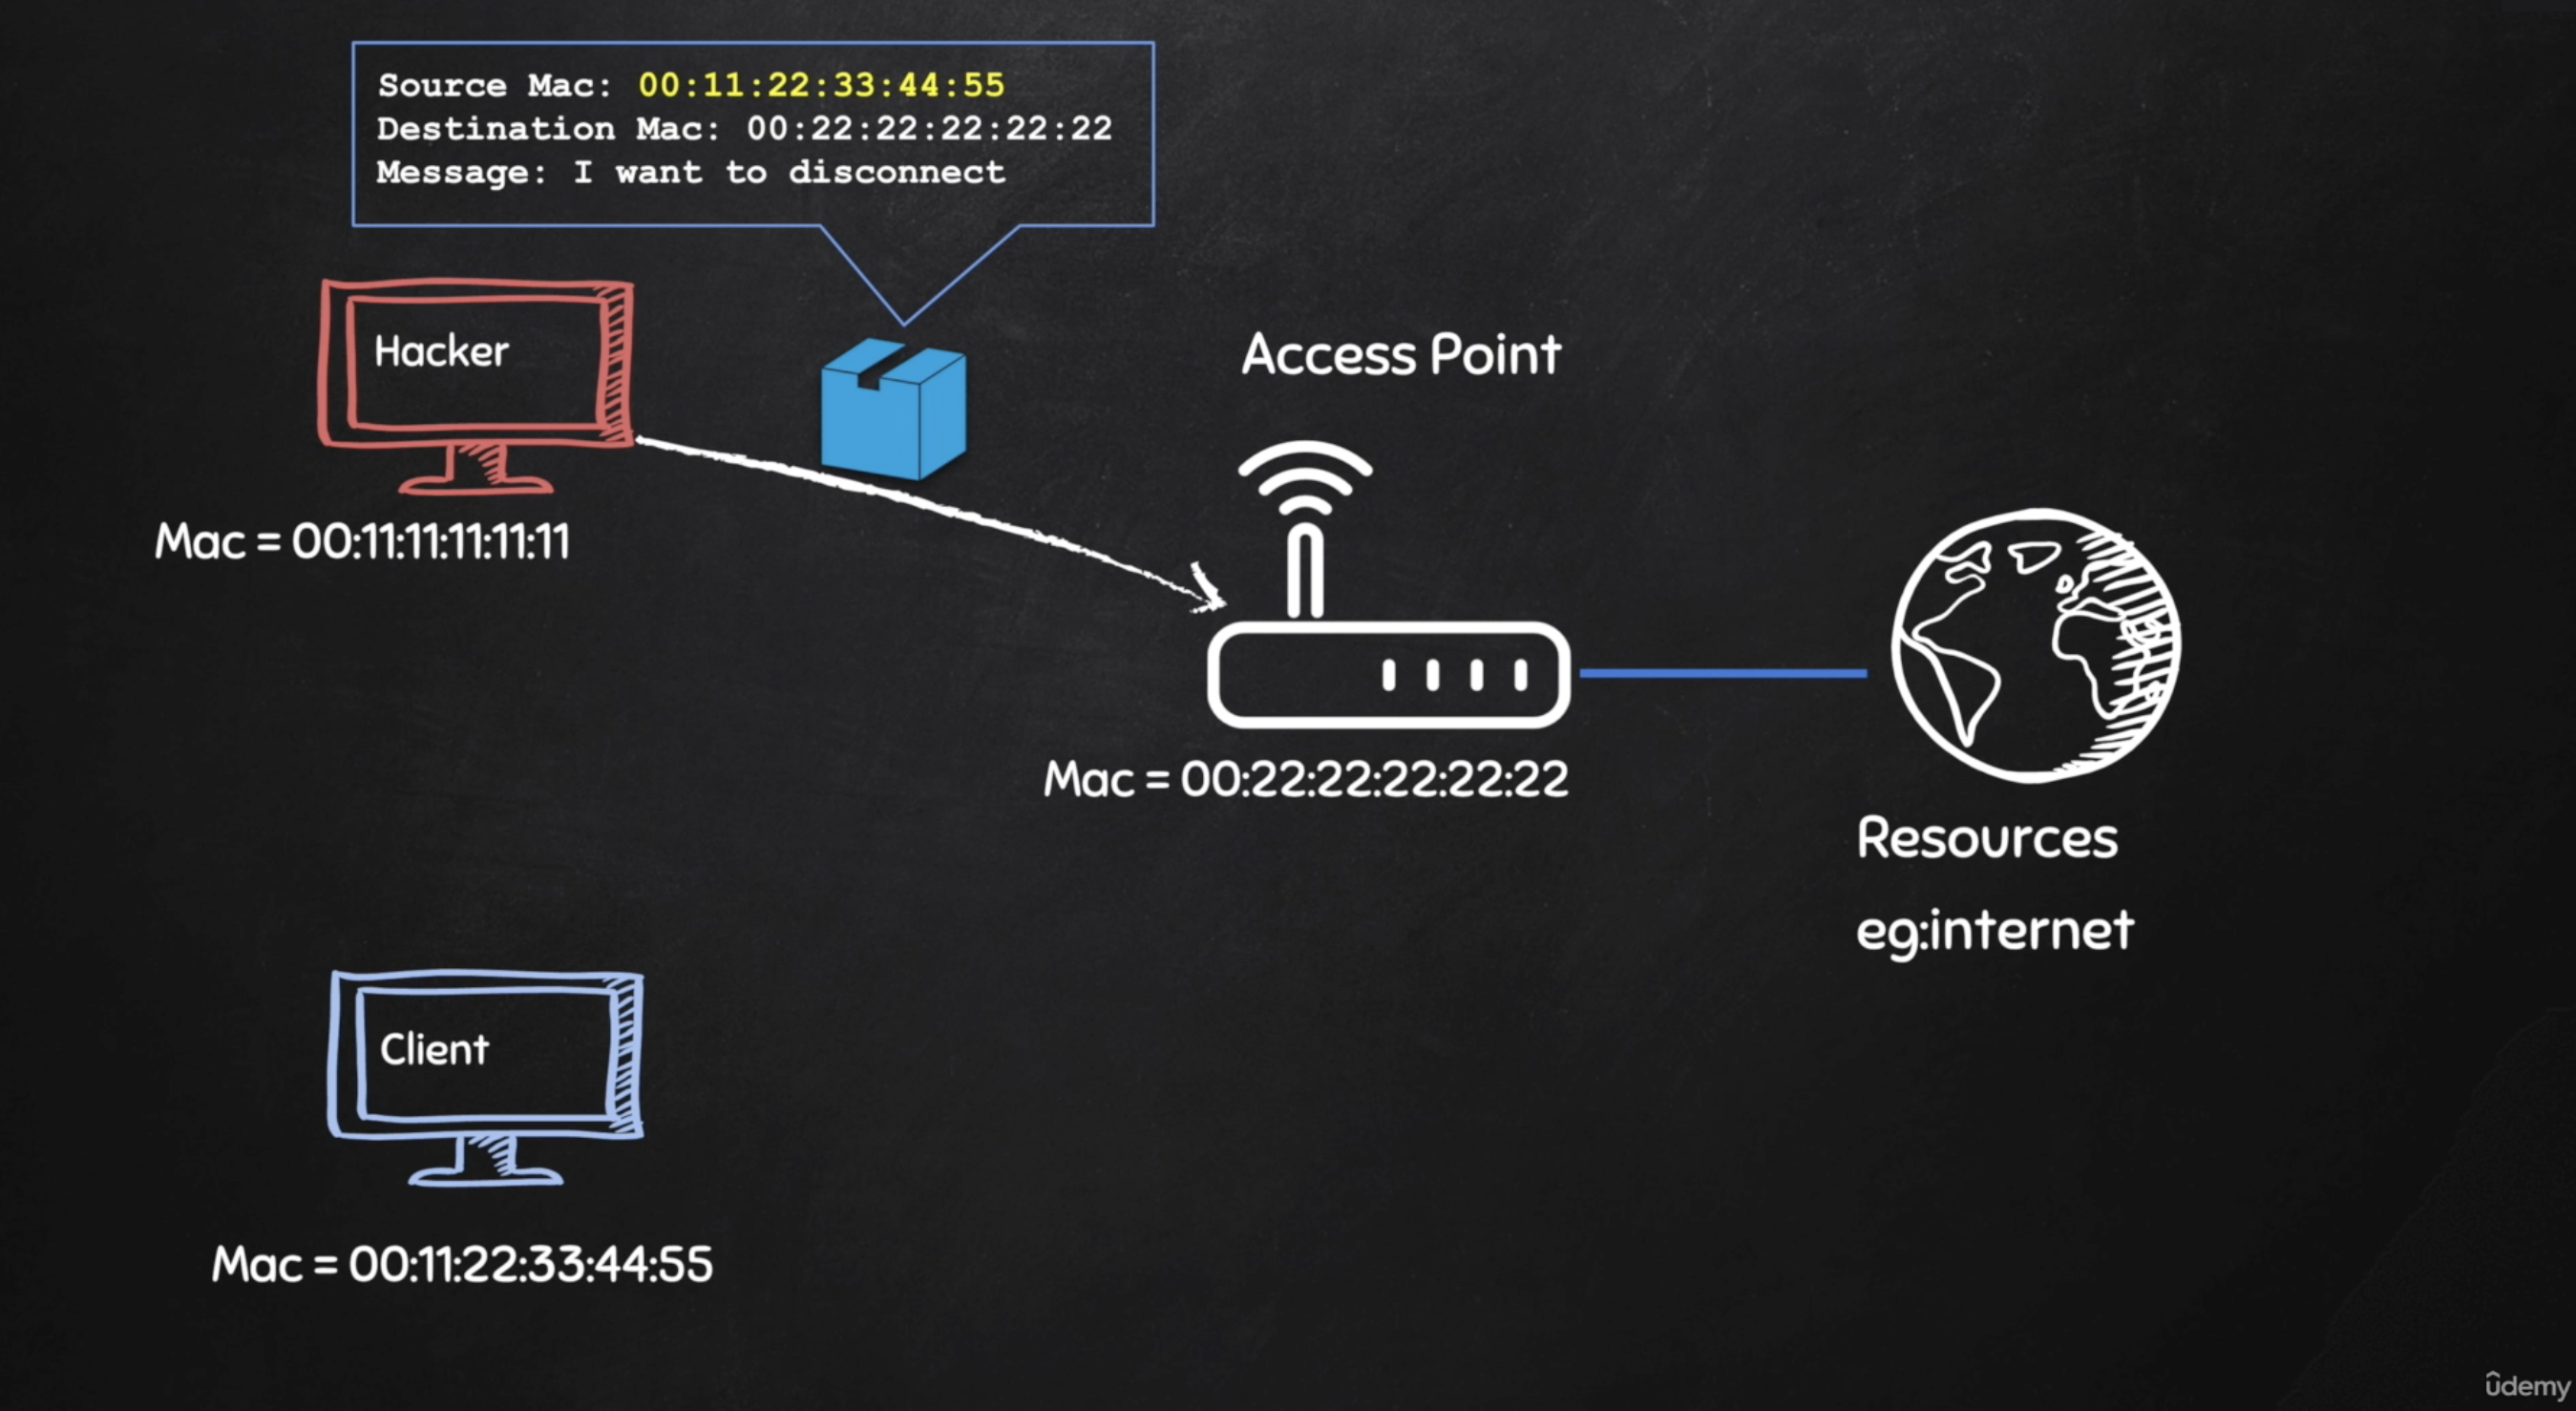 Source Mac: 00:11:22:33:44:55
Destination Mac: 00:22:22:22:22:22
Message: I want to disconnect
Hacker
Mac = 00:11:11:11:11:11
Access Point
Mac = 00:22:22:22:22:22
Resources
eg:internet
Client
Mac = 00:11:22:33:44:55
ûdemy